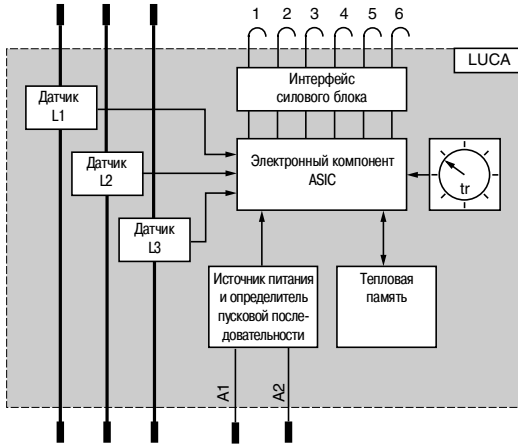 1 2 3 4 5 6
LUCA
Интерфейс
силового блока
Датчик
L1
Датчик
L2
Датчик
L3
Электронный компонент
ASIC
tr
Источник питания
и определитель
пусковой после-
довательности
Тепловая
память
A1
A2